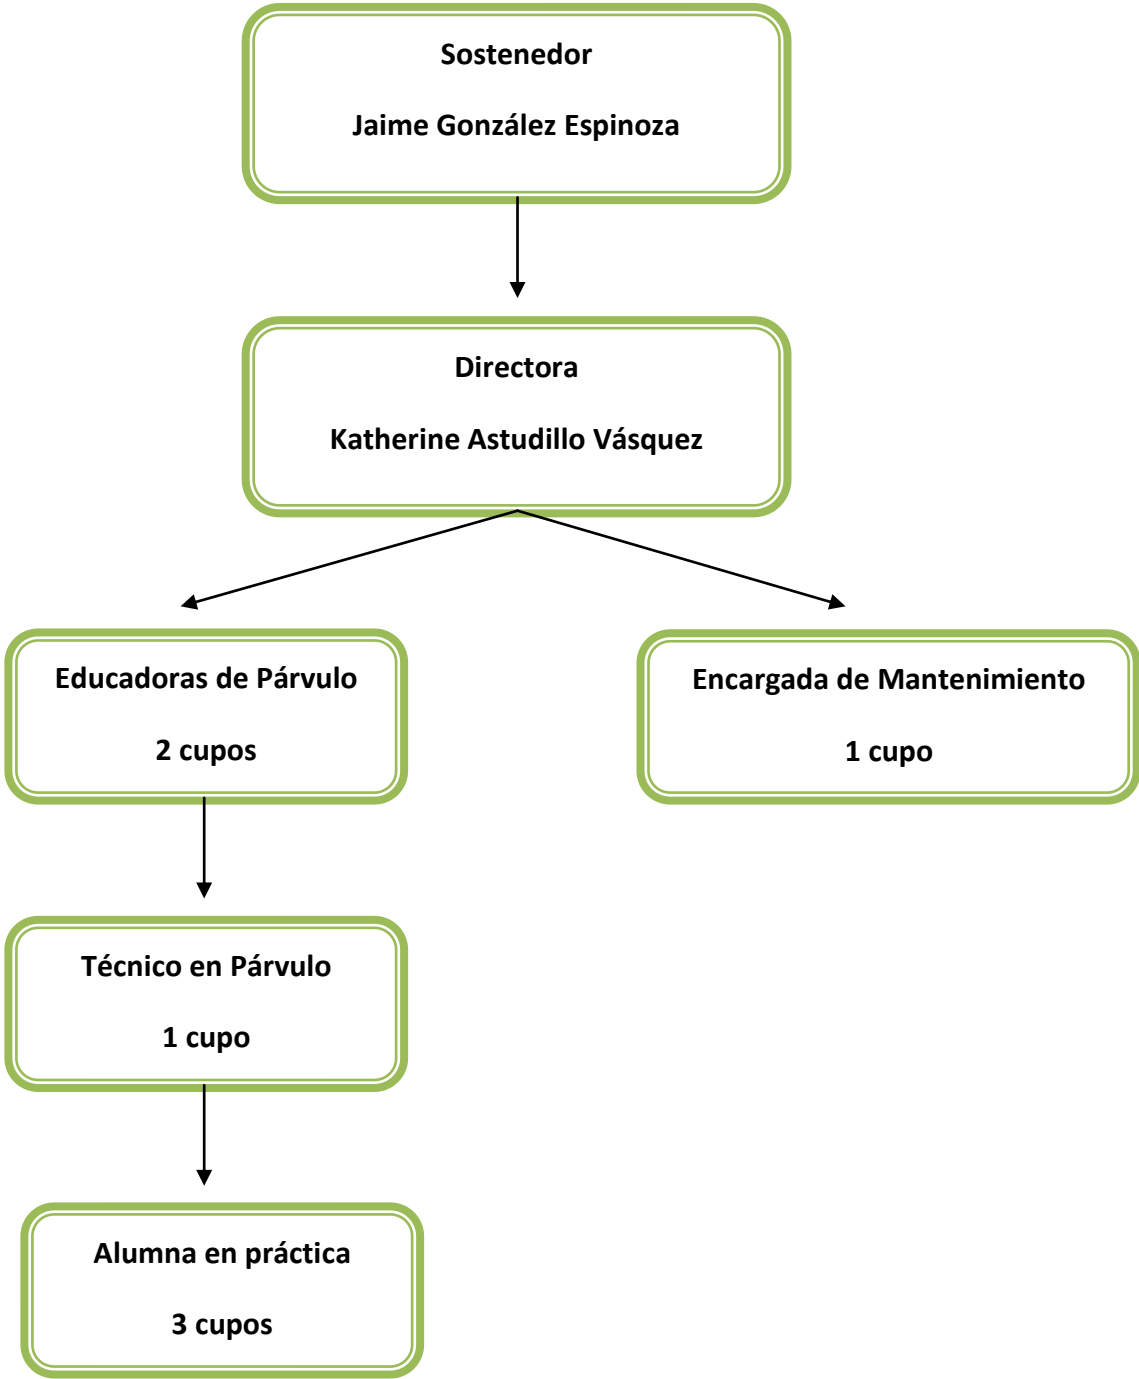 Sostenedor
Jaime González Espinoza
Directora
Katherine Astudillo Vásquez
Educadoras de Párvulo
2 cupos
Encargada de Mantenimiento
1 cupo
Técnico en Párvulo
1 cupo
Alumna en práctica
3 cupos